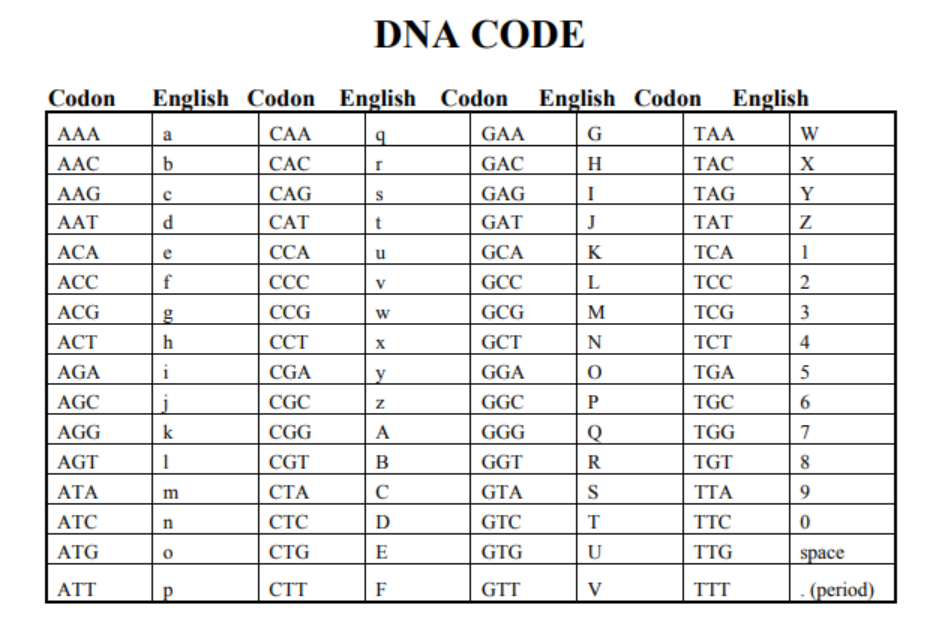 DNA CODE
Codon English Codon English Codon English Codon English
AAA a CAA q GAA G TAA W
AAC b CAC r GAC H TAC X
AAG c CAG s GAG I TAG Y
AAT d CAT t GAT J TAT Z
ACA e CCA u GCA K TCA 1
ACC f CCC v GCC L TCC 2
ACG g CCG w GCG M TCG 3
ACT h CCT x GCT N TCT 4
AGA i CGA y GGA O TGA 5
AGC j CGC z GGC P TGC 6
AGG k CGG A GGG Q TGG 7
AGT l CGT B GGT R TGT 8
ATA m CTA C GTA S TTA 9
ATC n CTC D GTC T TTC 0
ATG o CTG E GTG U TTG space
ATT p CTT F GTT V TTT . (period)